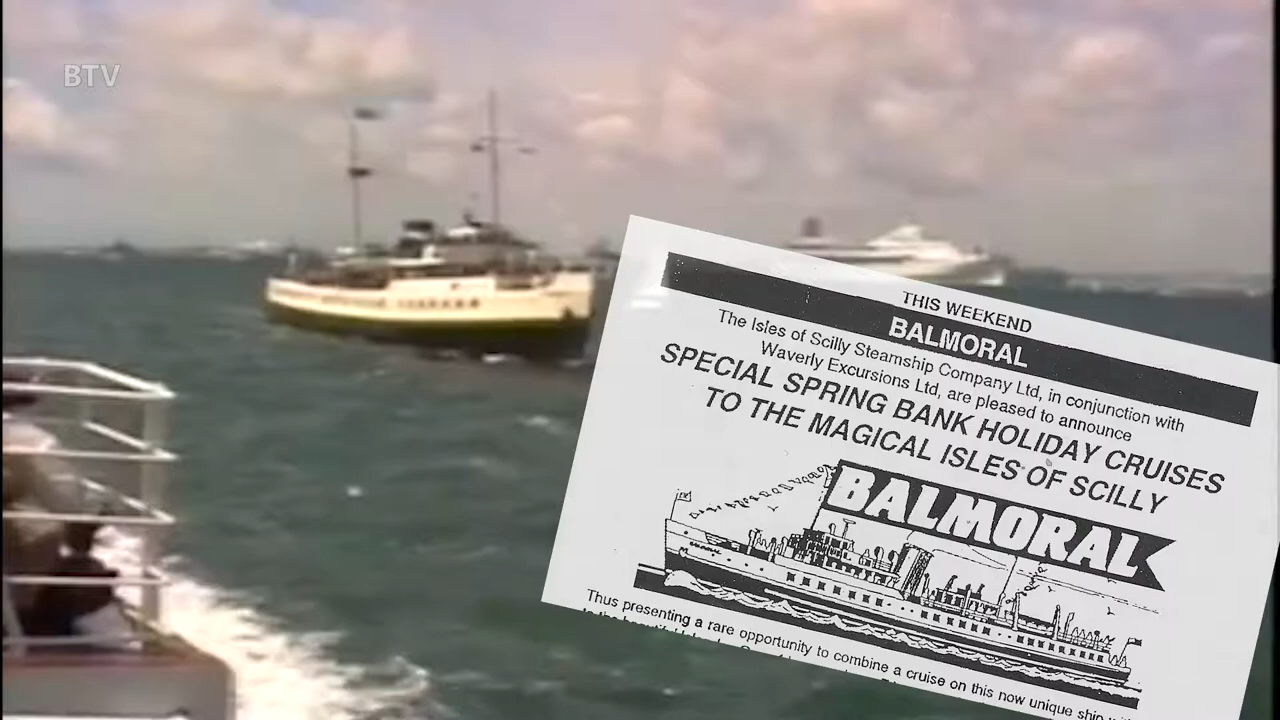 BTV
THIS WEEKEND
BALMORAL
The Isles of Scilly Steamship Company Ltd, in conjunction with
Waverly Excursions Ltd, are pleased to announce
SPECIAL SPRING BANK HOLIDAY CRUISES
TO THE MAGICAL ISLES OF SCILLY
BALMORAL
Thus presenting a rare opportunity to combine a cruise on this now unique ship